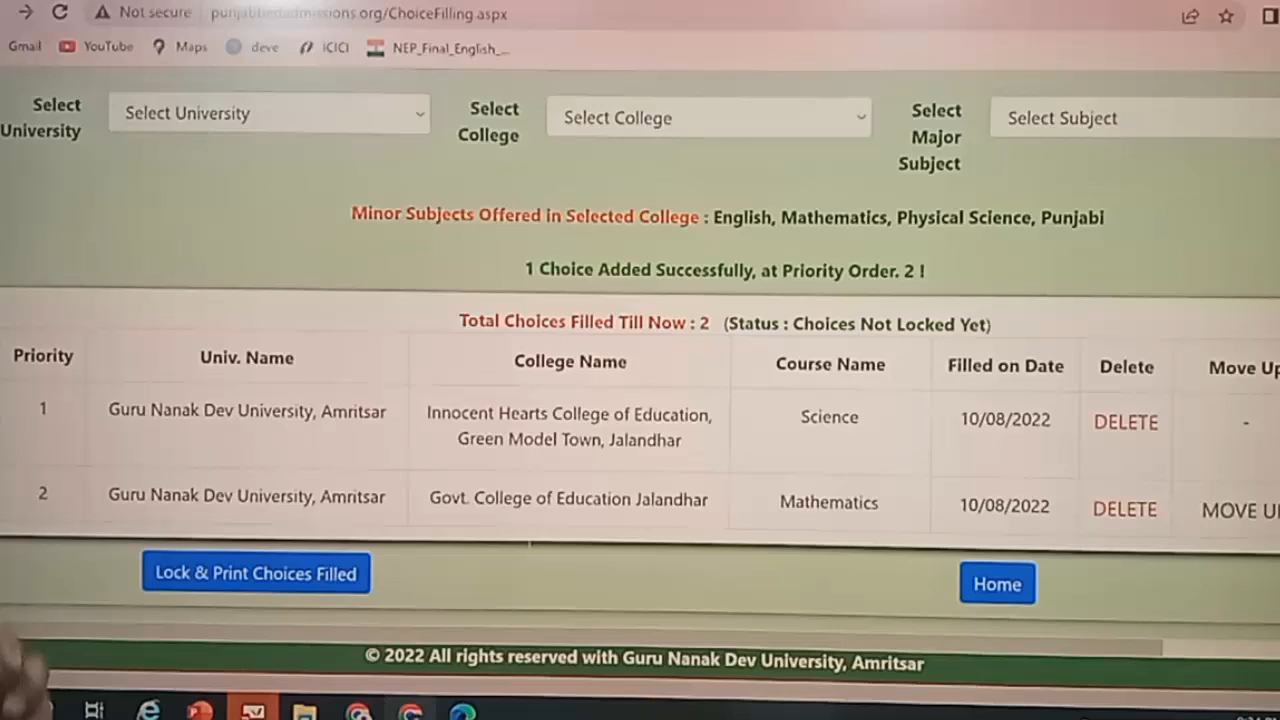 Not secure punjabbedadmissions.org/ChoiceFilling.aspx
Gmail YouTube Maps deve ICICI NEP_Final_English_...
Select University
Select University
Select College
Select College
Select Major Subject
Select Subject
Minor Subjects Offered in Selected College : English, Mathematics, Physical Science, Punjabi
1 Choice Added Successfully, at Priority Order. 2 !
Total Choices Filled Till Now : 2 (Status : Choices Not Locked Yet)
Priority Univ. Name College Name Course Name Filled on Date Delete Move Up
1 Guru Nanak Dev University, Amritsar Innocent Hearts College of Education, Green Model Town, Jalandhar Science 10/08/2022 DELETE -
2 Guru Nanak Dev University, Amritsar Govt. College of Education Jalandhar Mathematics 10/08/2022 DELETE MOVE U
Lock & Print Choices Filled Home
© 2022 All rights reserved with Guru Nanak Dev University, Amritsar